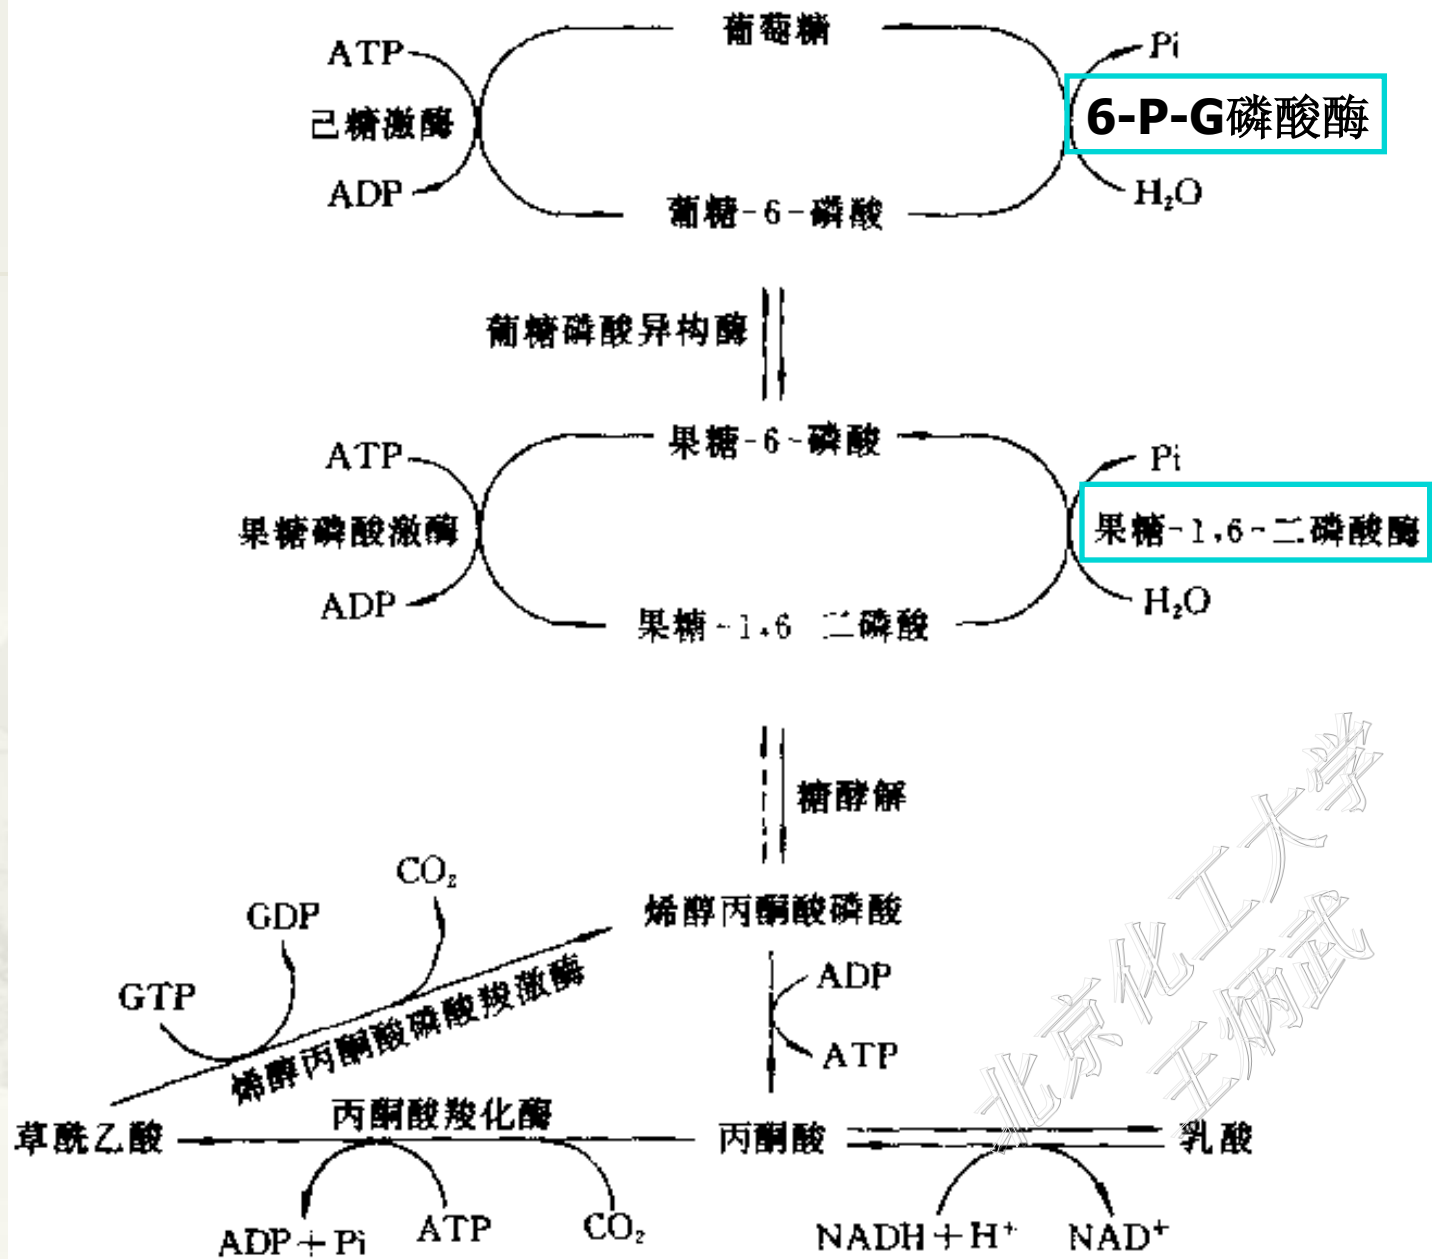 葡萄糖
ATP
Pi
己糖激酶
6-P-G磷酸酶
ADP
H₂O
葡糖-6-磷酸
葡糖磷酸异构酶
果糖-6-磷酸
ATP
Pi
果糖磷酸激酶
果糖-1,6-二磷酸酶
ADP
H₂O
果糖-1,6 二磷酸
糖酵解
CO₂
GDP
烯醇丙酮酸磷酸
GTP
烯醇丙酮酸磷酸羧激酶
ADP
ATP
草酰乙酸
丙酮酸羧化酶
丙酮酸
乳酸
ADP+Pi
ATP
CO₂
NADH+H⁺
NAD⁺
北京化工大学
王炳武